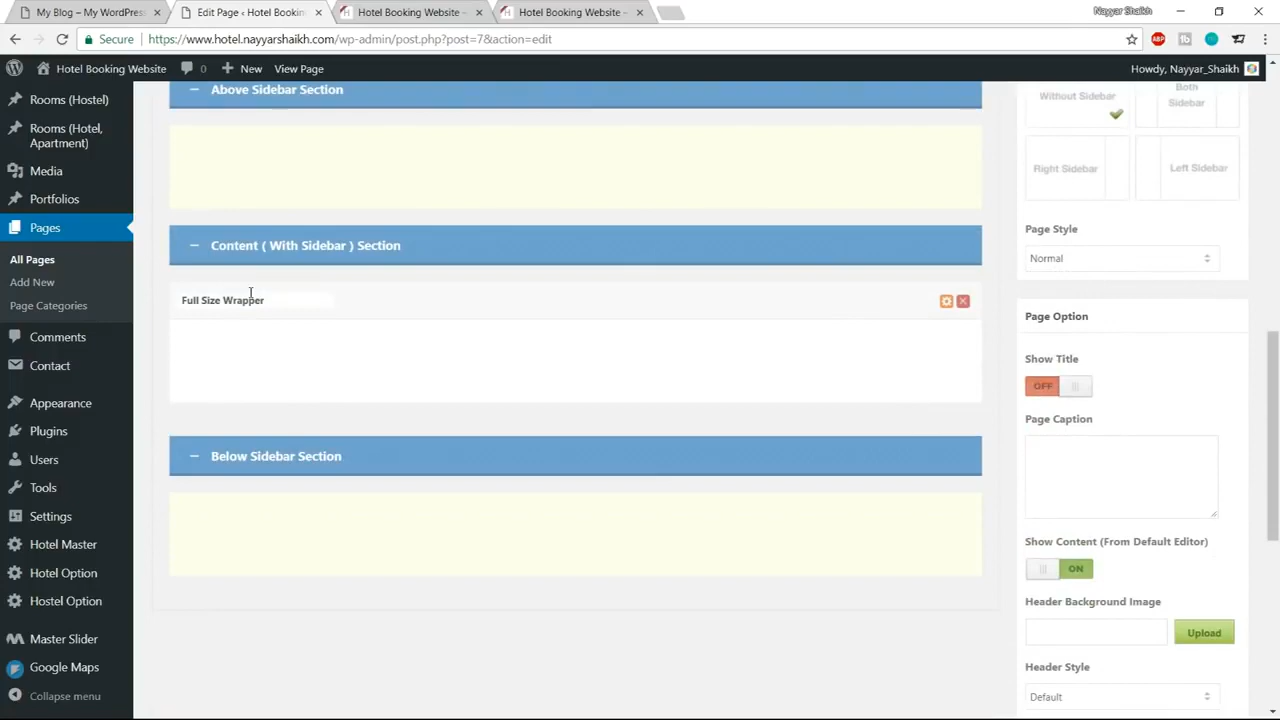 My Blog – My WordPress
Edit Page ‹ Hotel Bookin
Hotel Booking Website –
Hotel Booking Website –
Nayyar Shaikh
Secure
https://www.hotel.nayyarshaikh.com/wp-admin/post.php?post=7&action=edit
ABP
Hotel Booking Website
0
New
View Page
Howdy, Nayyar_Shaikh
Rooms (Hostel)
Rooms (Hotel,
Apartment)
Media
Portfolios
Pages
All Pages
Add New
Page Categories
Comments
Contact
Appearance
Plugins
Users
Tools
Settings
Hotel Master
Hotel Option
Hostel Option
Master Slider
Google Maps
Collapse menu
Above Sidebar Section
Content ( With Sidebar ) Section
Full Size Wrapper
Below Sidebar Section
Without Sidebar
Both
Sidebar
Right Sidebar
Left Sidebar
Page Style
Normal
Page Option
Show Title
OFF
Page Caption
Show Content (From Default Editor)
ON
Header Background Image
Upload
Header Style
Default